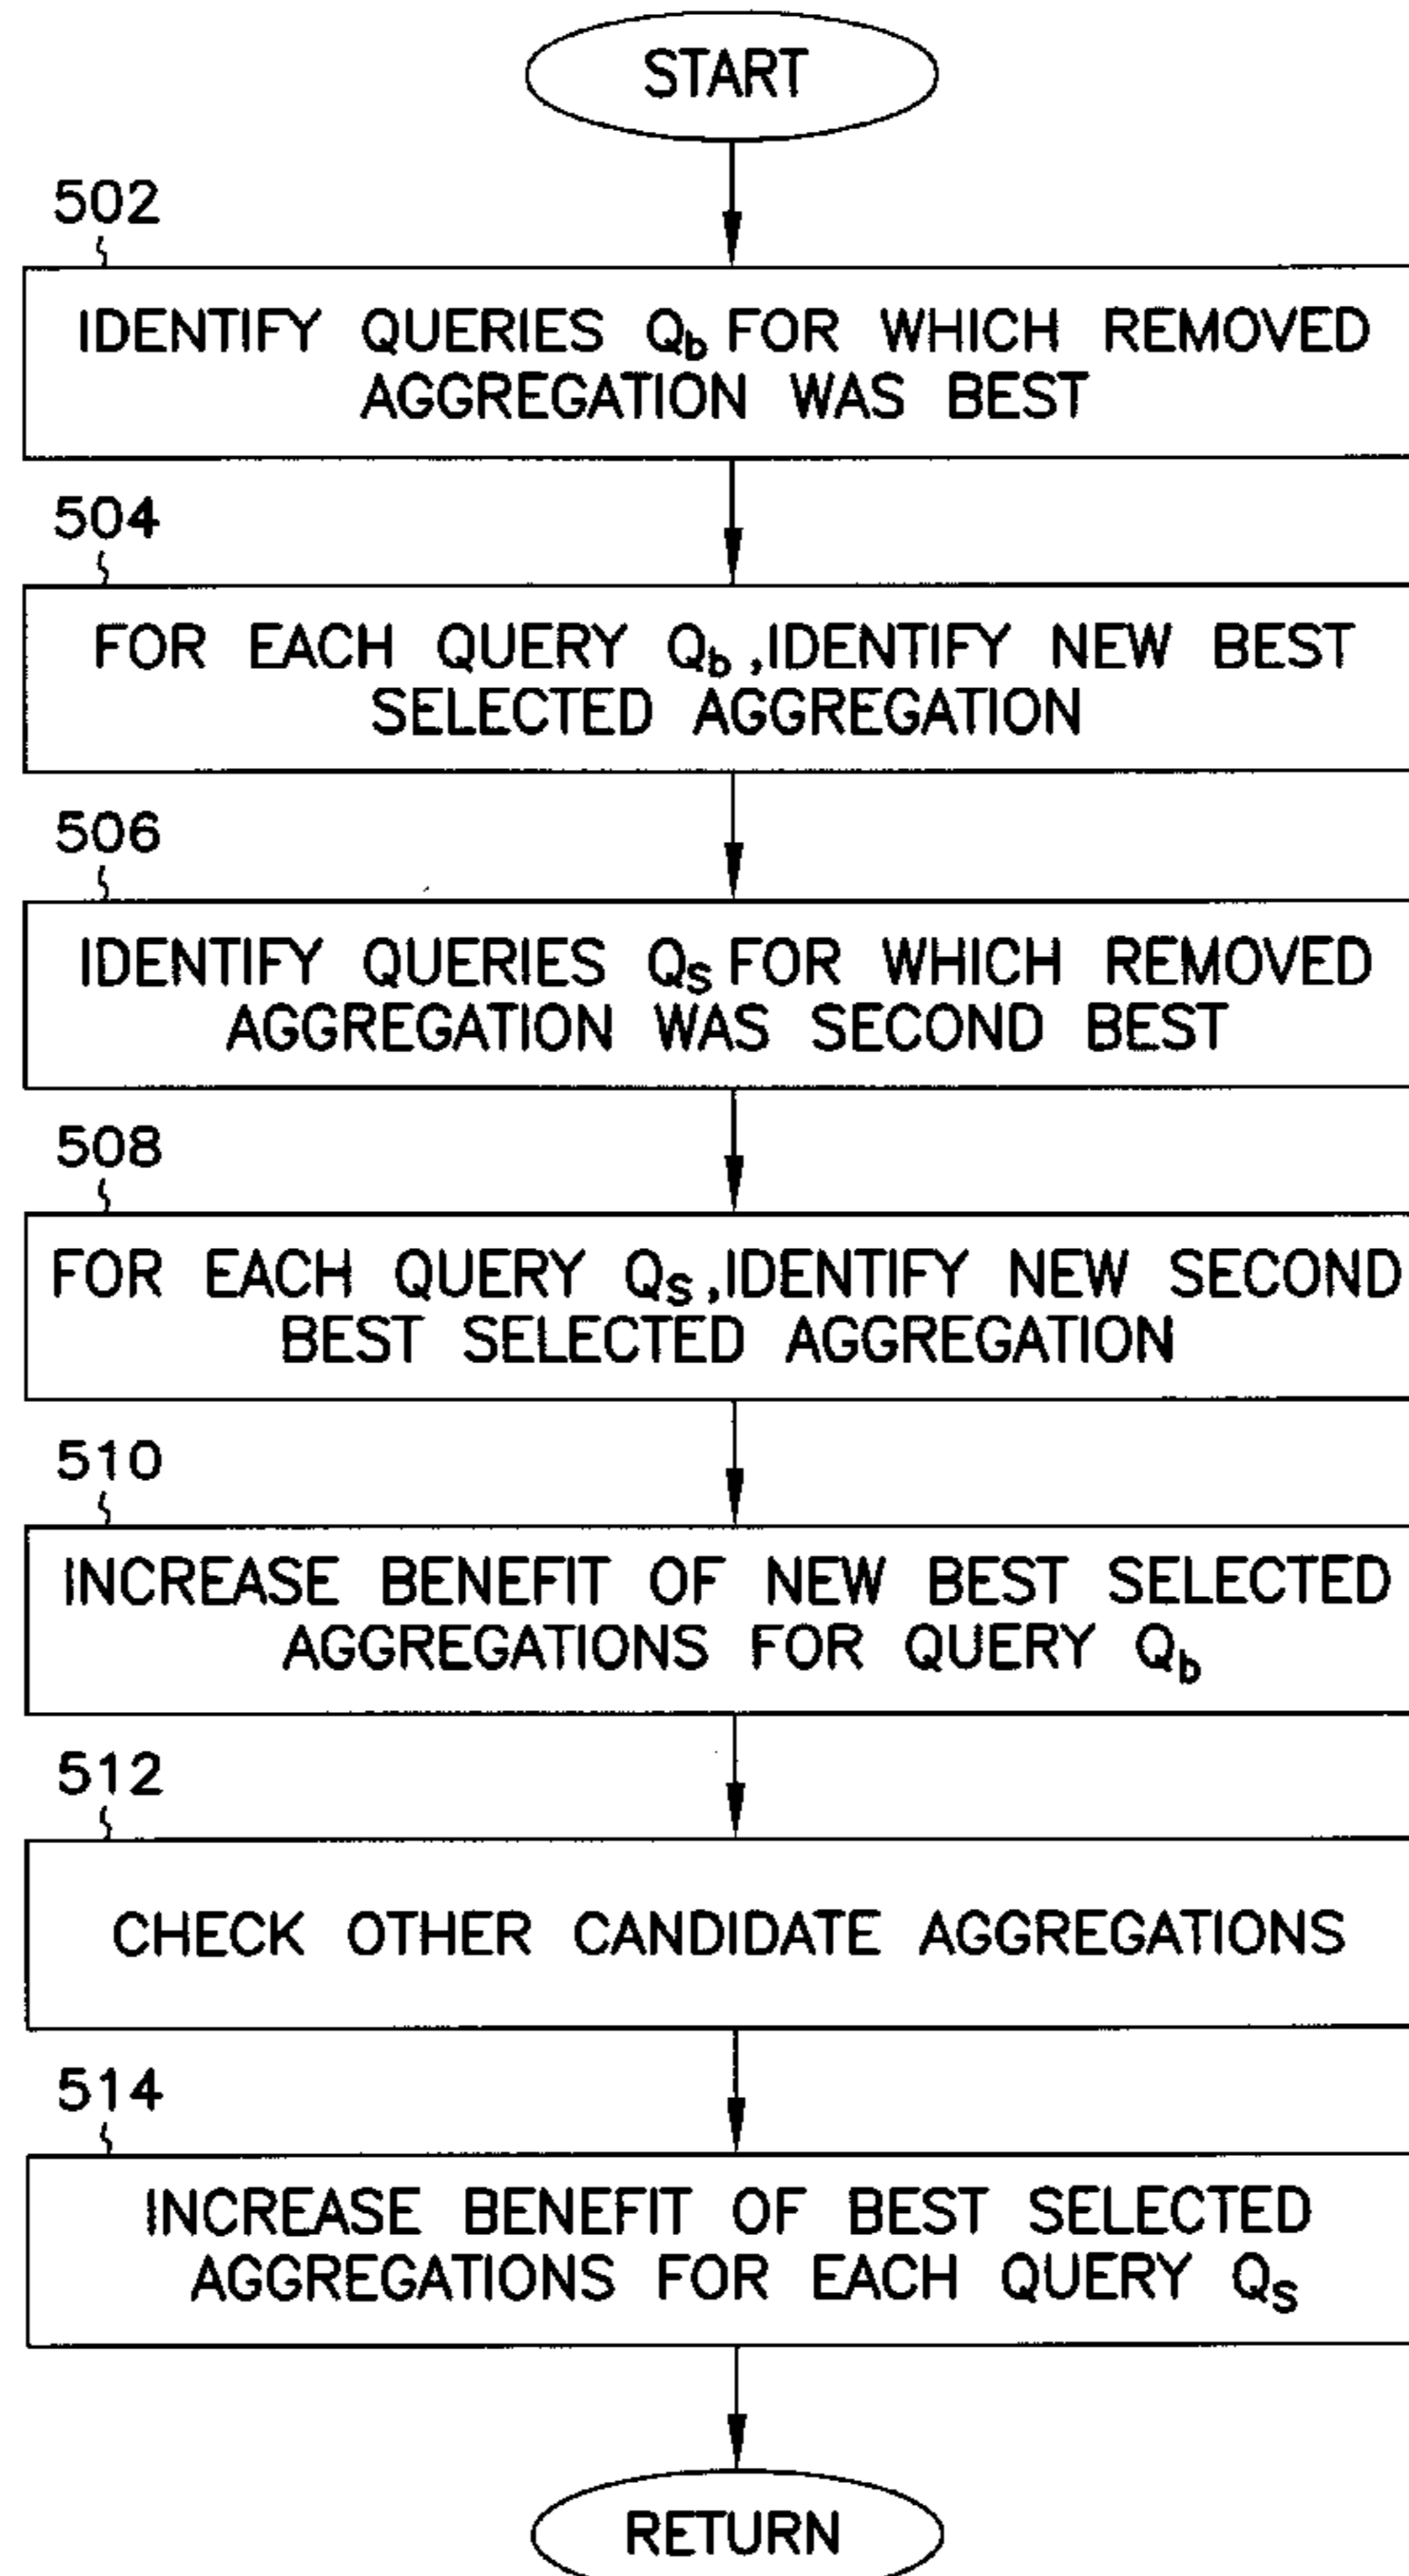 START
502
IDENTIFY QUERIES Qb FOR WHICH REMOVED
AGGREGATION WAS BEST
504
FOR EACH QUERY Qb, IDENTIFY NEW BEST
SELECTED AGGREGATION
506
IDENTIFY QUERIES Qs FOR WHICH REMOVED
AGGREGATION WAS SECOND BEST
508
FOR EACH QUERY Qs, IDENTIFY NEW SECOND
BEST SELECTED AGGREGATION
510
INCREASE BENEFIT OF NEW BEST SELECTED
AGGREGATIONS FOR QUERY Qb
512
CHECK OTHER CANDIDATE AGGREGATIONS
514
INCREASE BENEFIT OF BEST SELECTED
AGGREGATIONS FOR EACH QUERY Qs
RETURN